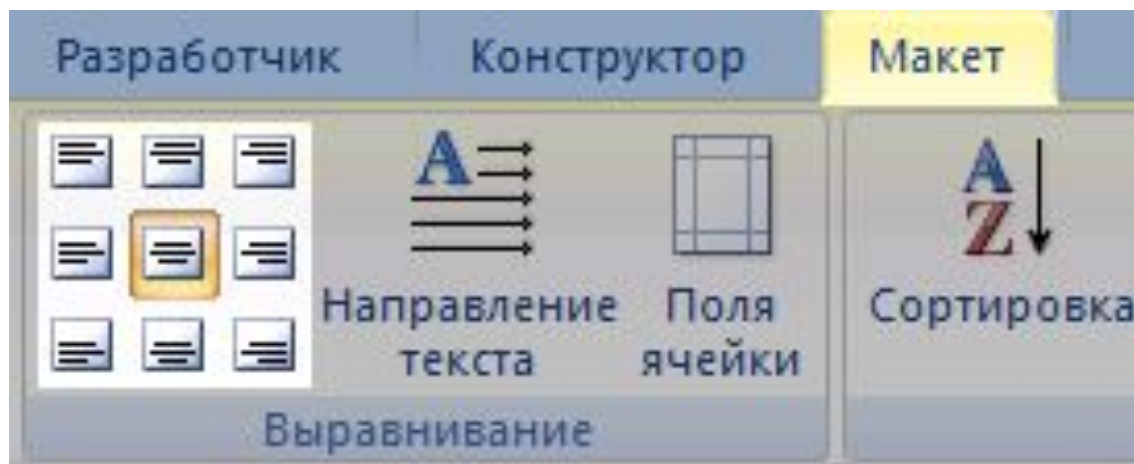 Разработчик Конструктор Макет
A
A
Z
Направление Поля Сортировка
текста ячейки
Выравнивание